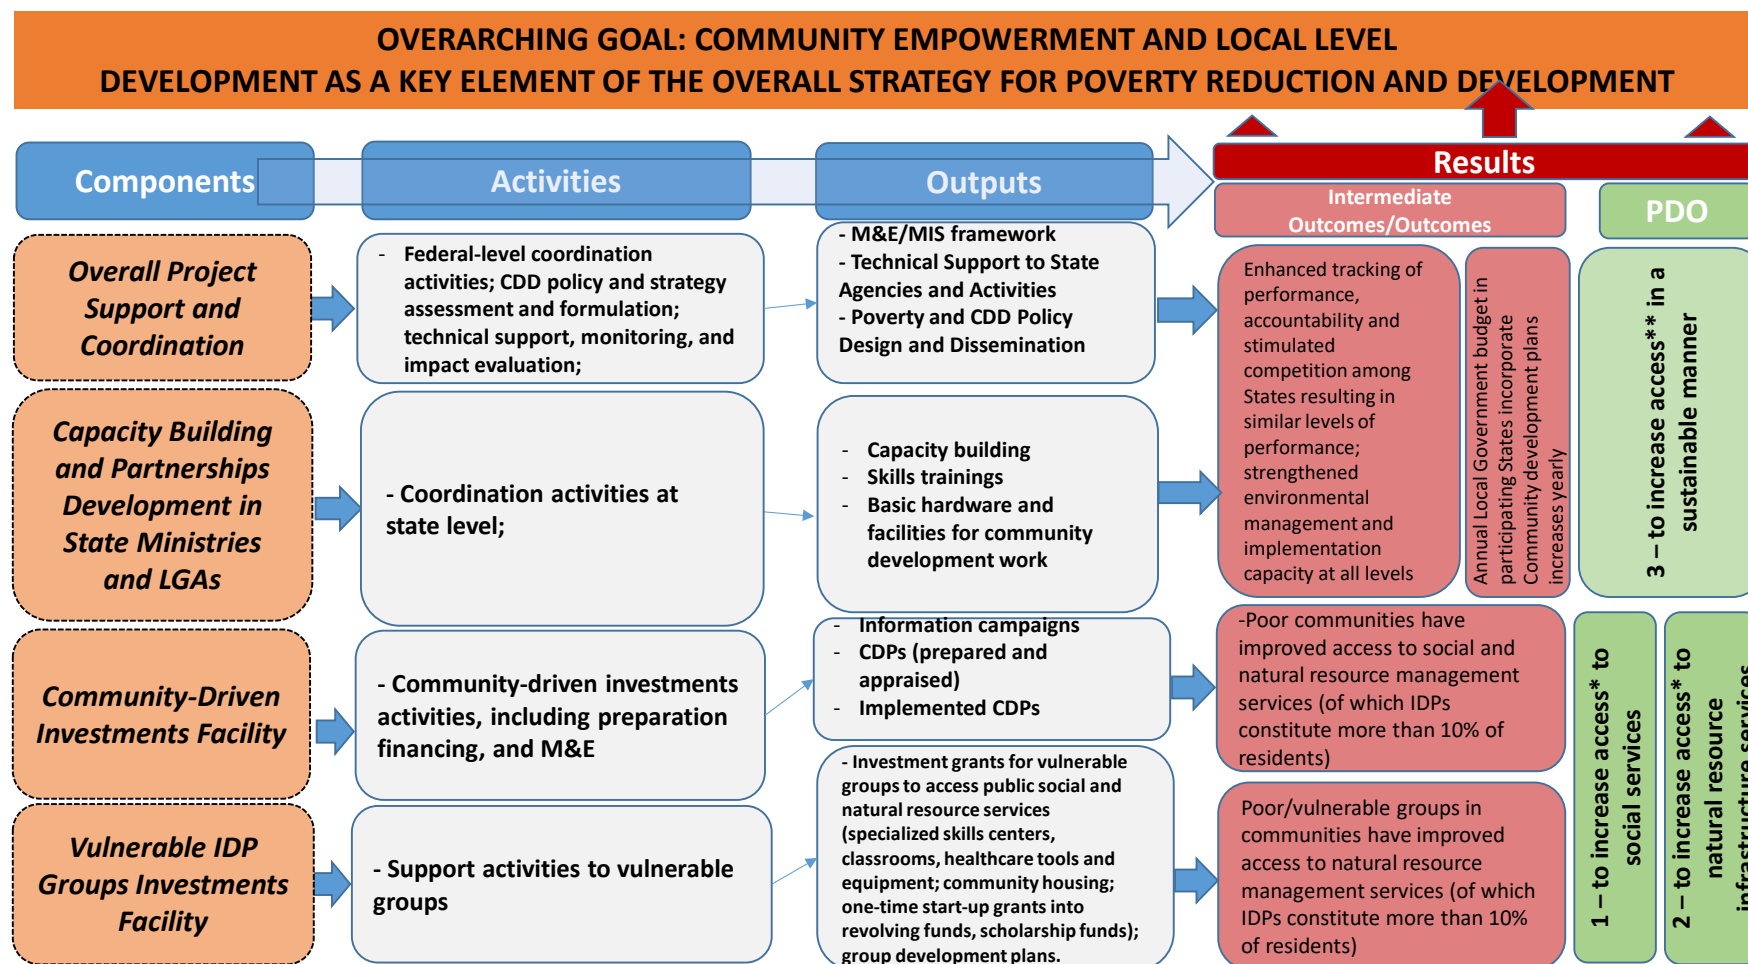 OVERARCHING GOAL: COMMUNITY EMPOWERMENT AND LOCAL LEVEL
DEVELOPMENT AS A KEY ELEMENT OF THE OVERALL STRATEGY FOR POVERTY REDUCTION AND DEVELOPMENT
Components
Activities
Outputs
Results
Intermediate
Outcomes/Outcomes
PDO
Overall Project
Support and
Coordination
- Federal-level coordination
activities; CDD policy and strategy
assessment and formulation;
technical support, monitoring, and
impact evaluation;
- M&E/MIS framework
- Technical Support to State
Agencies and Activities
- Poverty and CDD Policy
Design and Dissemination
Enhanced tracking of
performance,
accountability and
stimulated
competition among
States resulting in
similar levels of
performance;
strengthened
environmental
management and
implementation
capacity at all levels
Annual Local Government budget in
participating States incorporate
Community development plans
increases yearly
3 – to increase access** in a
sustainable manner
Capacity Building
and Partnerships
Development in
State Ministries
and LGAs
- Coordination activities at
state level;
- Capacity building
- Skills trainings
- Basic hardware and
facilities for community
development work
Community-Driven
Investments Facility
- Community-driven investments
activities, including preparation
financing, and M&E
- Information campaigns
- CDPs (prepared and
appraised)
- Implemented CDPs
-Poor communities have
improved access to social and
natural resource management
services (of which IDPs
constitute more than 10% of
residents)
1 – to increase access* to
social services
2 – to increase access* to
natural resource
infrastructure services
Vulnerable IDP
Groups Investments
Facility
- Support activities to vulnerable
groups
- Investment grants for vulnerable
groups to access public social and
natural resource services
(specialized skills centers,
classrooms, healthcare tools and
equipment; community housing;
one-time start-up grants into
revolving funds, scholarship funds);
group development plans.
Poor/vulnerable groups in
communities have improved
access to natural resource
management services (of which
IDPs constitute more than 10%
of residents)